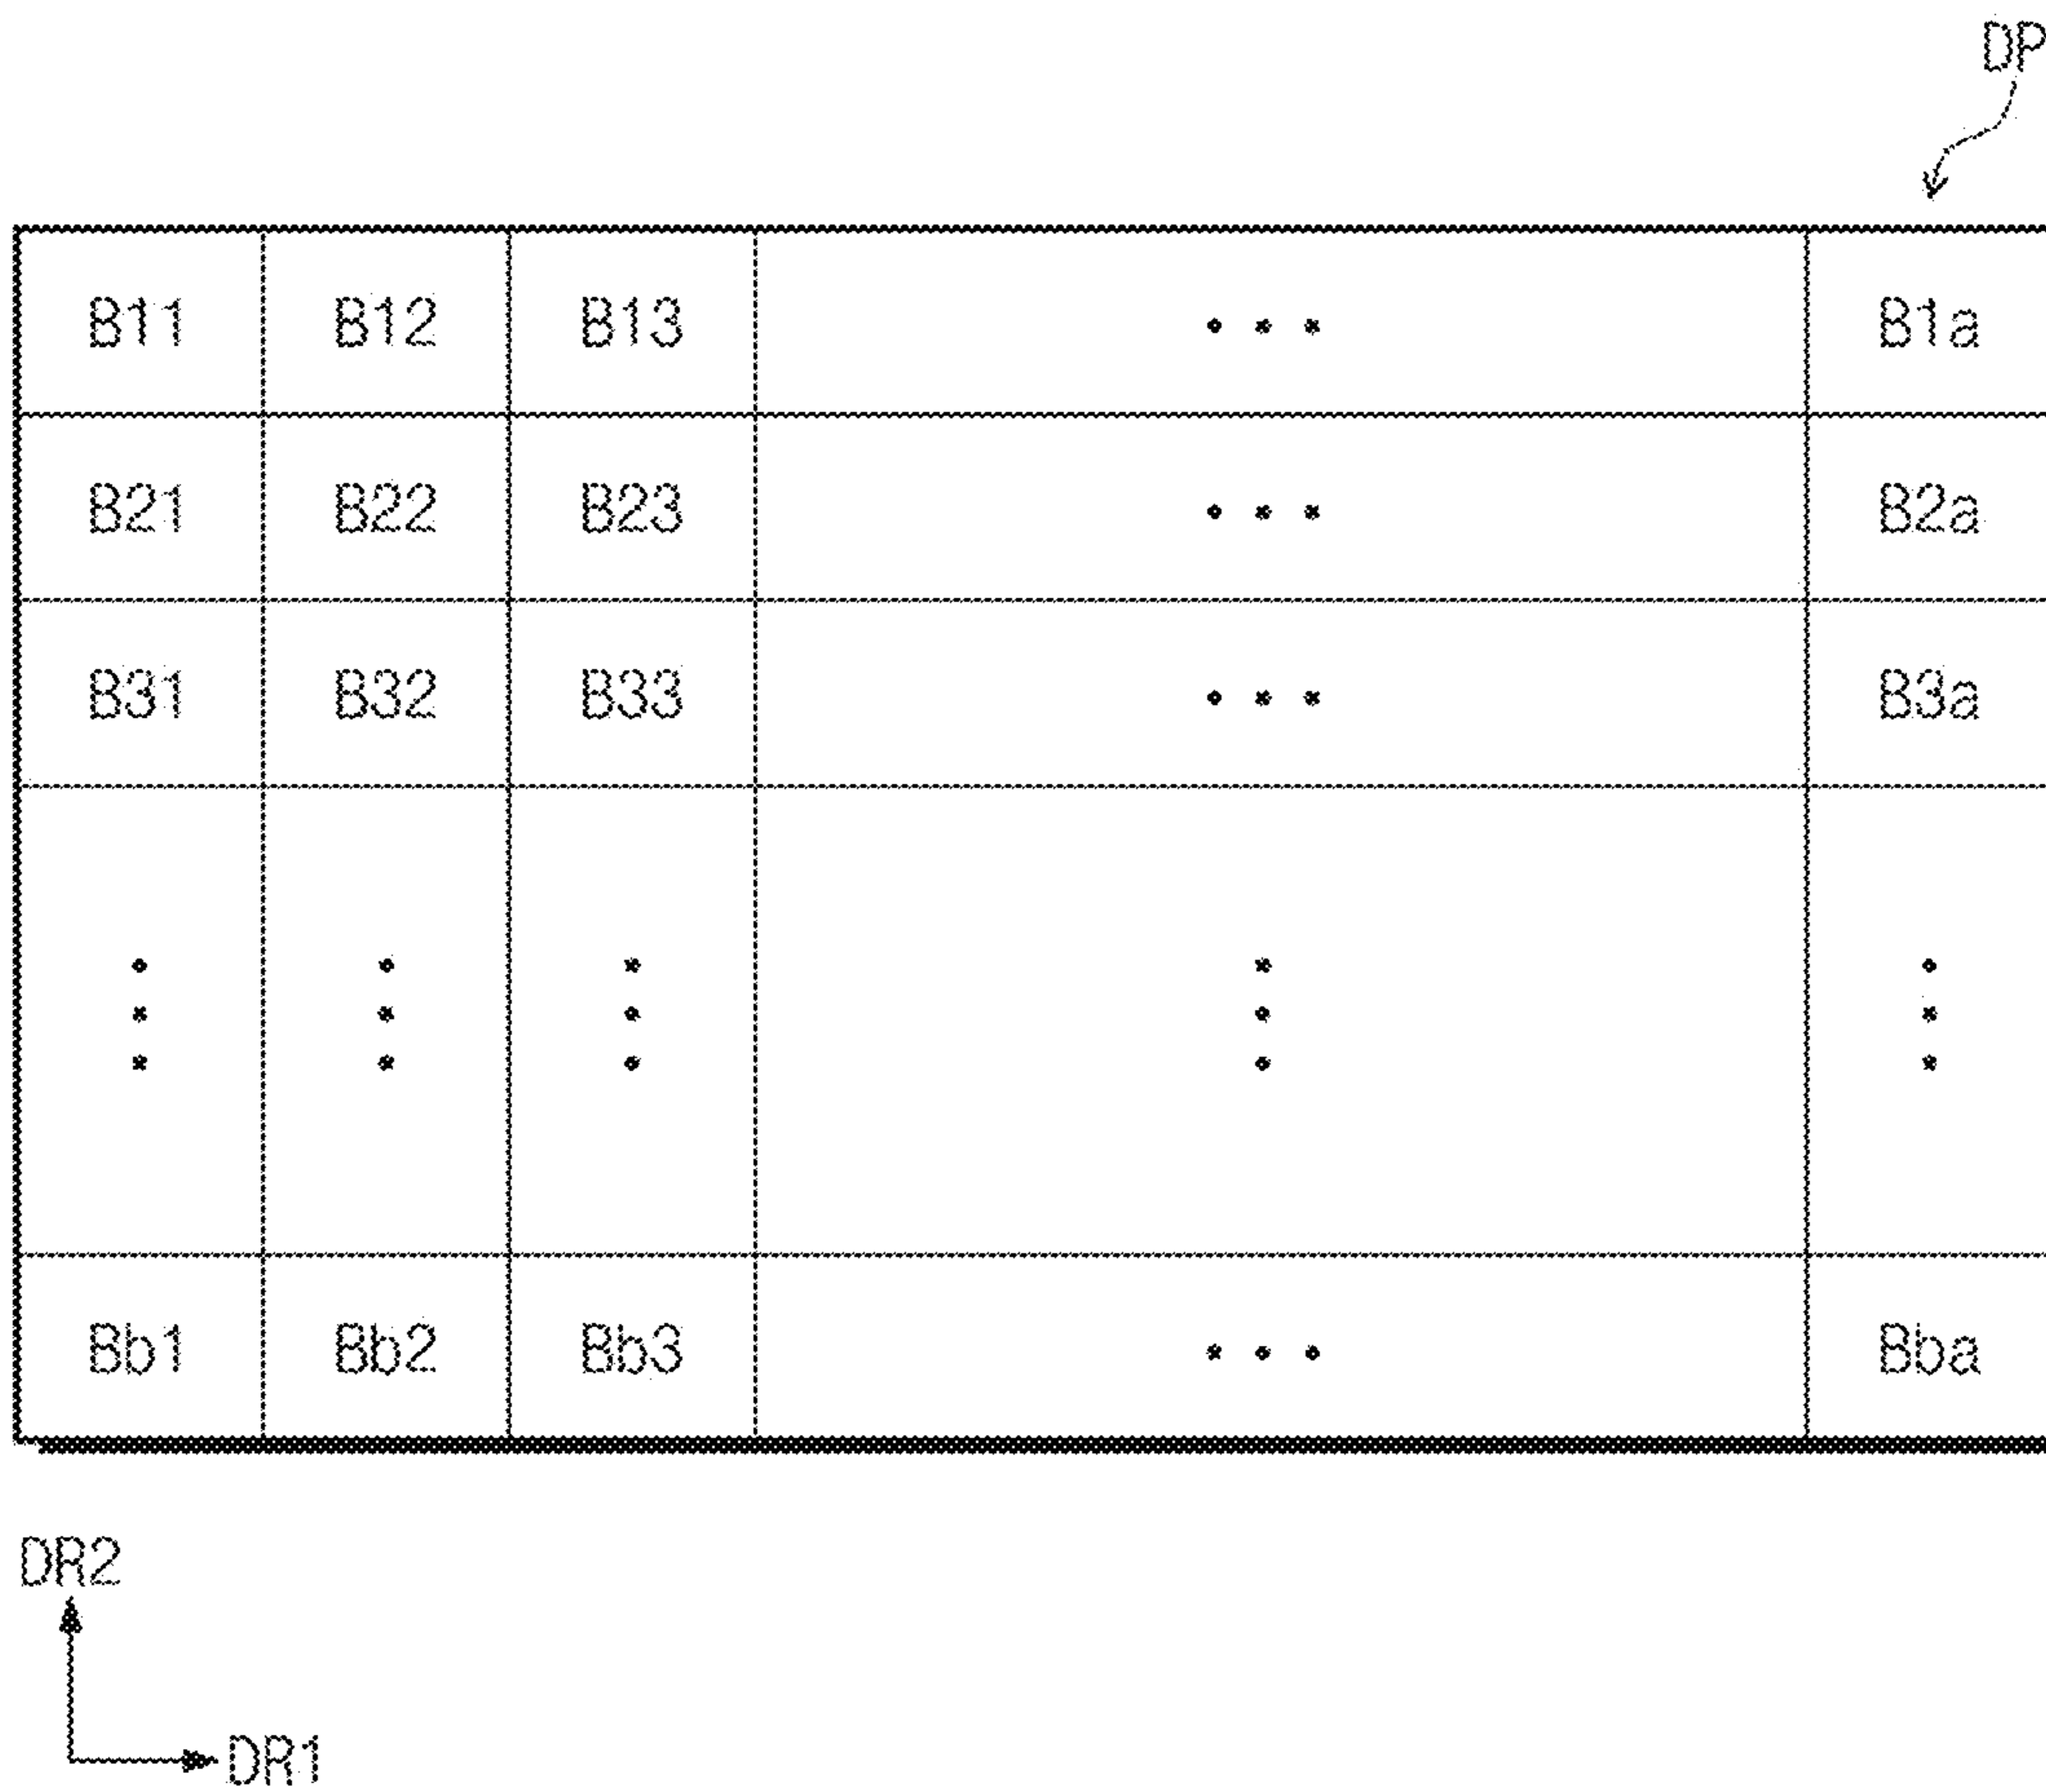 DP
B11 B12 B13 • • • B1a
B21 B22 B23 • • • B2a
B31 B32 B33 • • • B3a
Bb1 Bb2 Bb3 • • • Bba
DR2
DR1